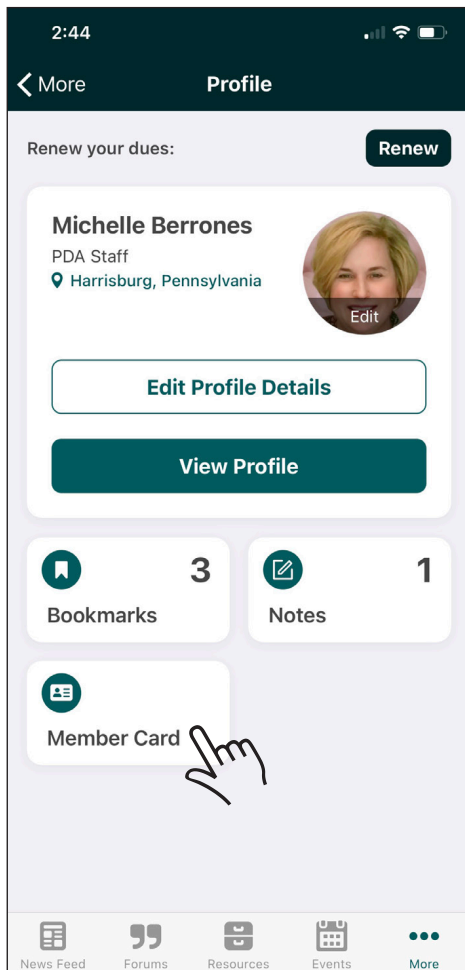 2:44
More
Profile
Renew your dues:
Renew
Michelle Berrones
PDA Staff
Harrisburg, Pennsylvania
Edit
Edit Profile Details
View Profile
3
Bookmarks
1
Notes
Member Card
News Feed
Forums
Resources
Events
More